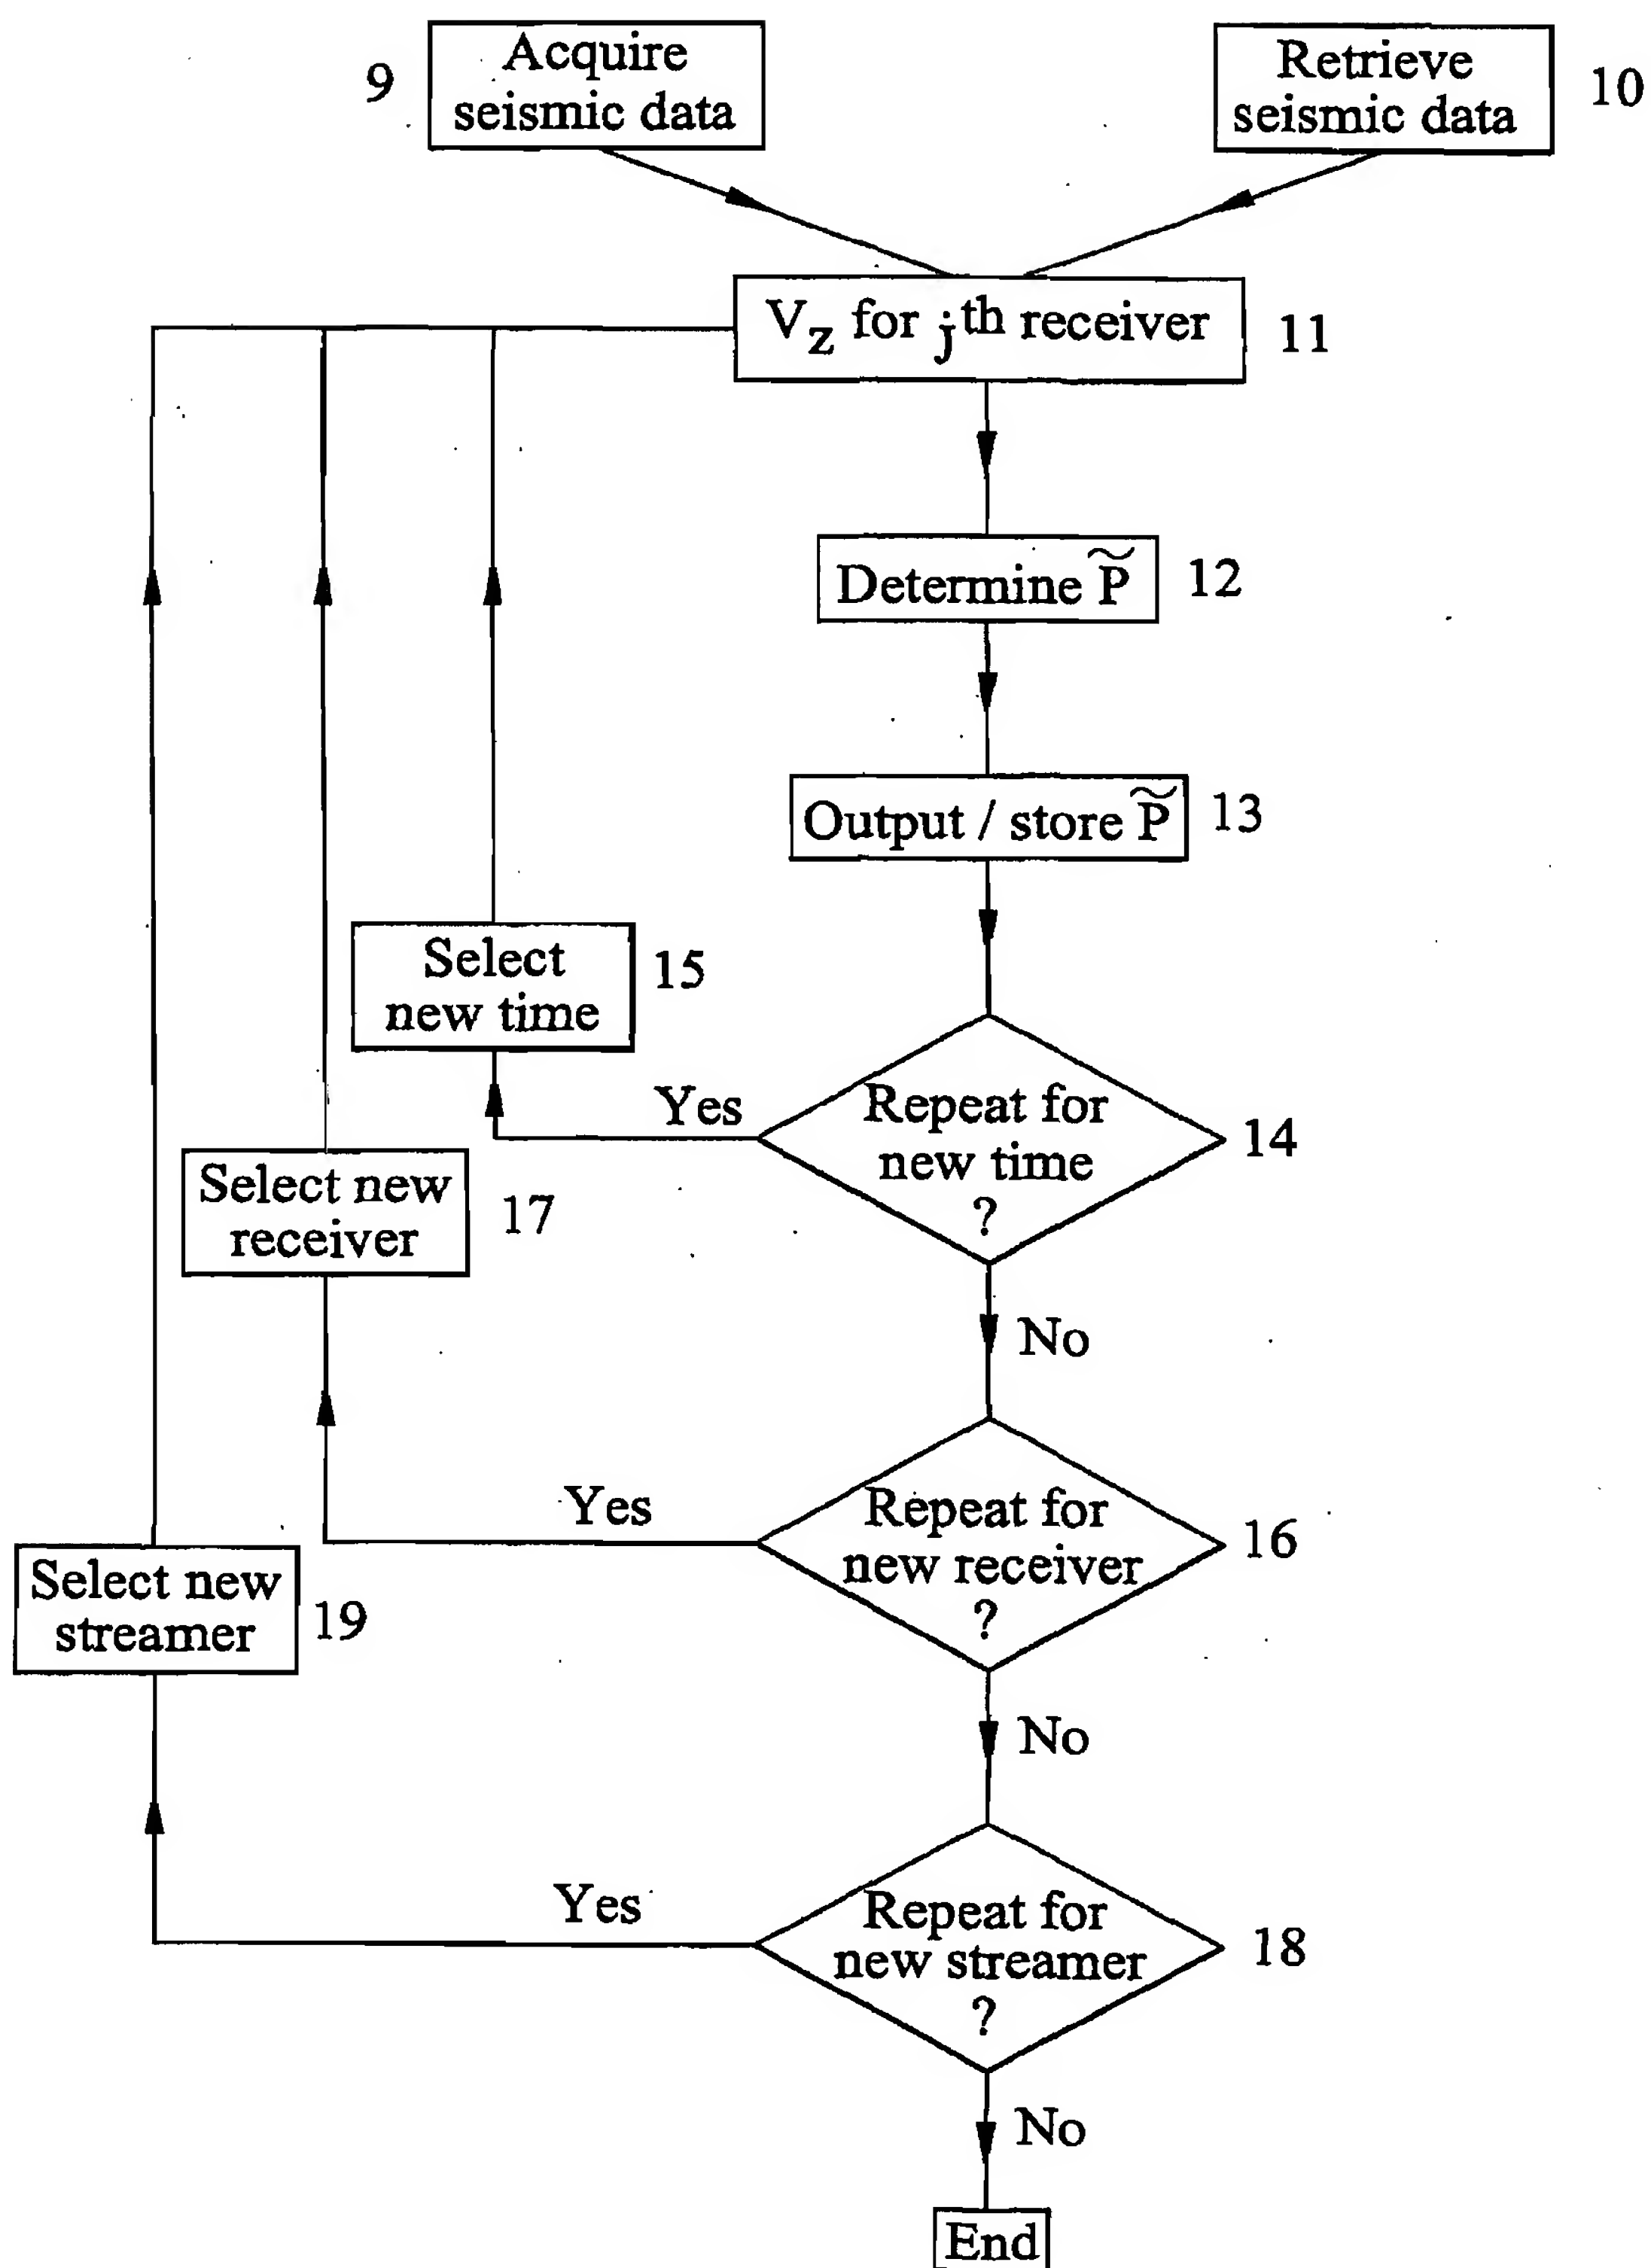 Acquire
seismic data
9
Retrieve
seismic data
10
V_z for j^th receiver
11
Determine P̃
12
Output / store P̃
13
Select
new time
15
Yes
Repeat for
new time
?
14
Select new
receiver
17
No
Yes
Repeat for
new receiver
?
16
Select new
streamer
19
No
Yes
Repeat for
new streamer
?
18
No
End